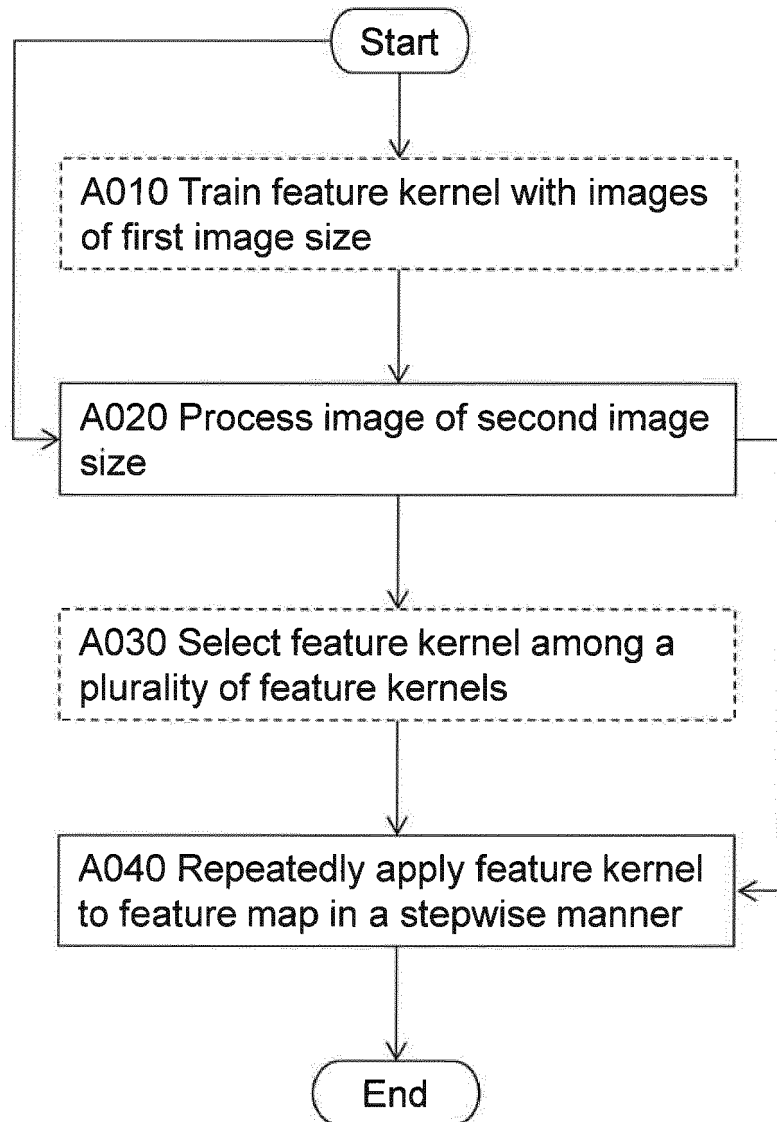 Start
A010 Train feature kernel with images
of first image size
A020 Process image of second image
size
A030 Select feature kernel among a
plurality of feature kernels
A040 Repeatedly apply feature kernel
to feature map in a stepwise manner
End